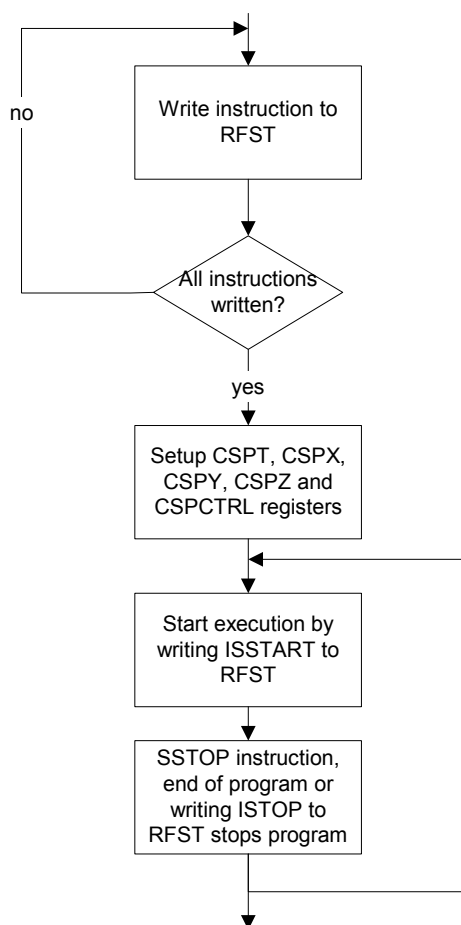 Write instruction to
RFST
no
All instructions
written?
yes
Setup CSPT, CSPX,
CSPY, CSPZ and
CSPCTRL registers
Start execution by
writing ISSTART to
RFST
SSTOP instruction,
end of program or
writing ISTOP to
RFST stops program